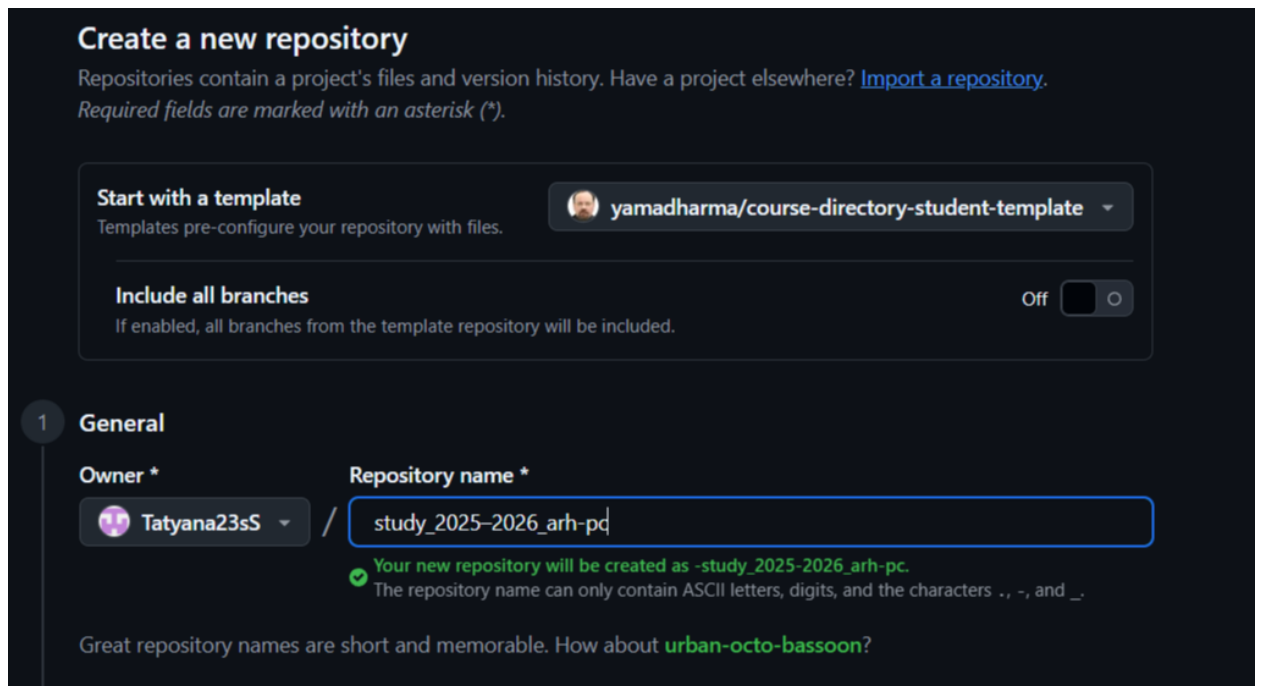 Create a new repository
Repositories contain a project's files and version history. Have a project elsewhere? Import a repository.
Required fields are marked with an asterisk (*).
Start with a template
yamadharma/course-directory-student-template
Templates pre-configure your repository with files.
Include all branches
Off
If enabled, all branches from the template repository will be included.
1
General
Owner *
Repository name *
Tatyana23sS / study_2025–2026_arh-pc
Your new repository will be created as -study_2025-2026_arh-pc.
The repository name can only contain ASCII letters, digits, and the characters ., -, and _.
Great repository names are short and memorable. How about urban-octo-bassoon?